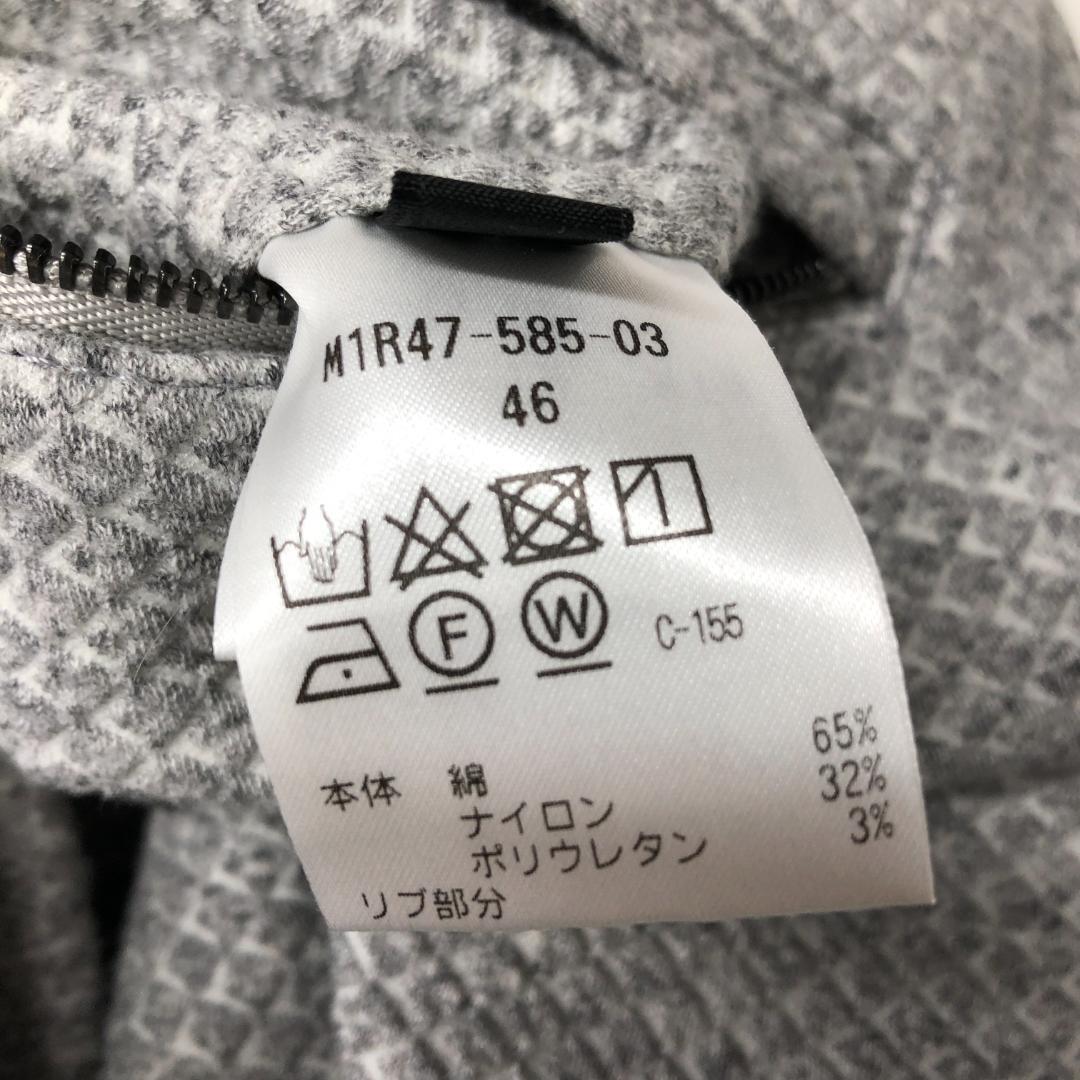 M1R47-585-03
46
F W C-155
本体 綿 65%
ナイロン 32%
ポリウレタン 3%
リブ部分